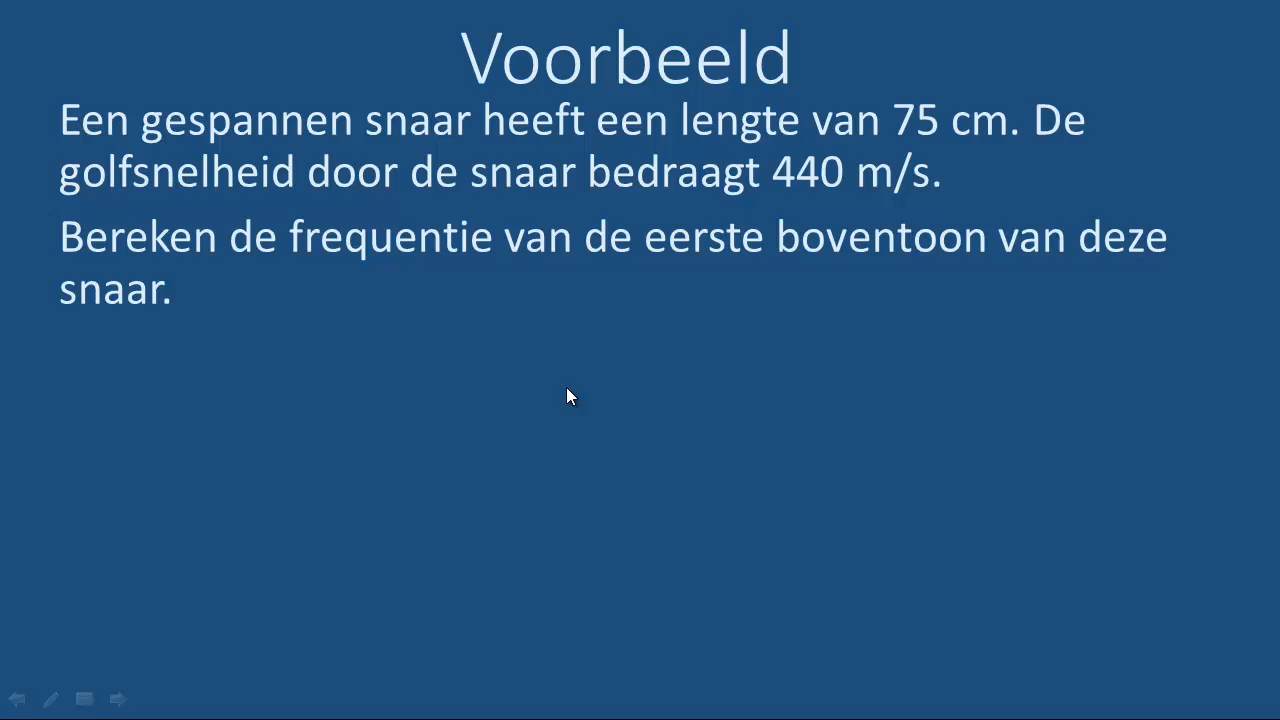 Voorbeeld
Een gespannen snaar heeft een lengte van 75 cm. De
golfsnelheid door de snaar bedraagt 440 m/s.
Bereken de frequentie van de eerste boventoon van deze
snaar.